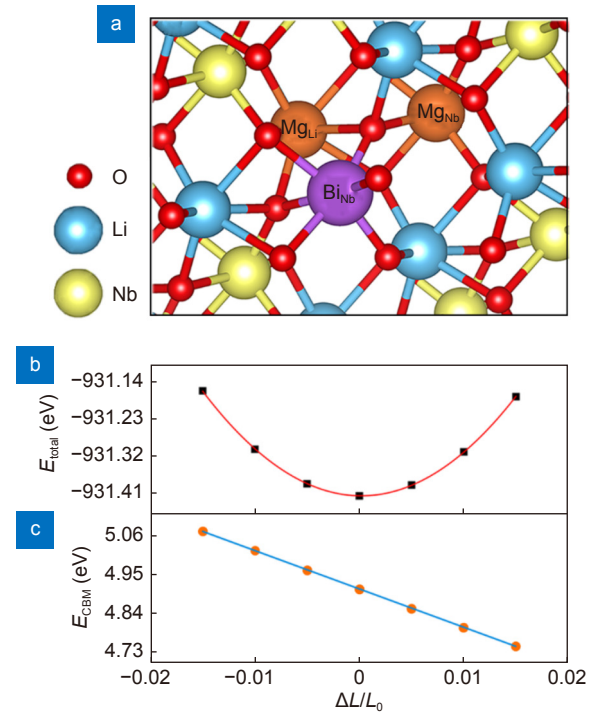 a
Mg_Li
Mg_Nb
Bi_Nb
O
Li
Nb
b
−931.14
−931.23
−931.32
−931.41
E_total (eV)
c
5.06
4.95
4.84
4.73
E_CBM (eV)
−0.02
−0.01
0
0.01
0.02
ΔL/L_0